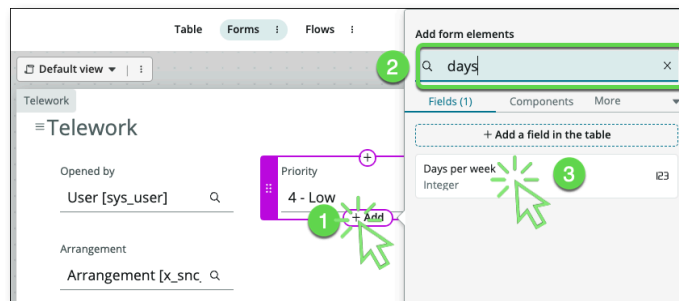 Table Forms Flows
Add form elements
Default view
2
days
Telework
Fields (1) Components More
Telework
+ Add a field in the table
Opened by
Priority
Days per week
Integer
123
3
User [sys_user]
4 - Low
1
+ Add
Arrangement
Arrangement [x_snc_